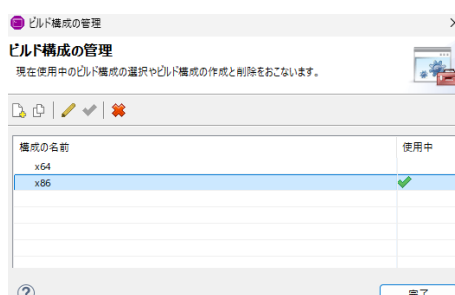 ビルド構成の管理
ビルド構成の管理
現在使用中のビルド構成の選択やビルド構成の作成と削除をおこないます。
構成の名前 使用中
x64
x86
完了